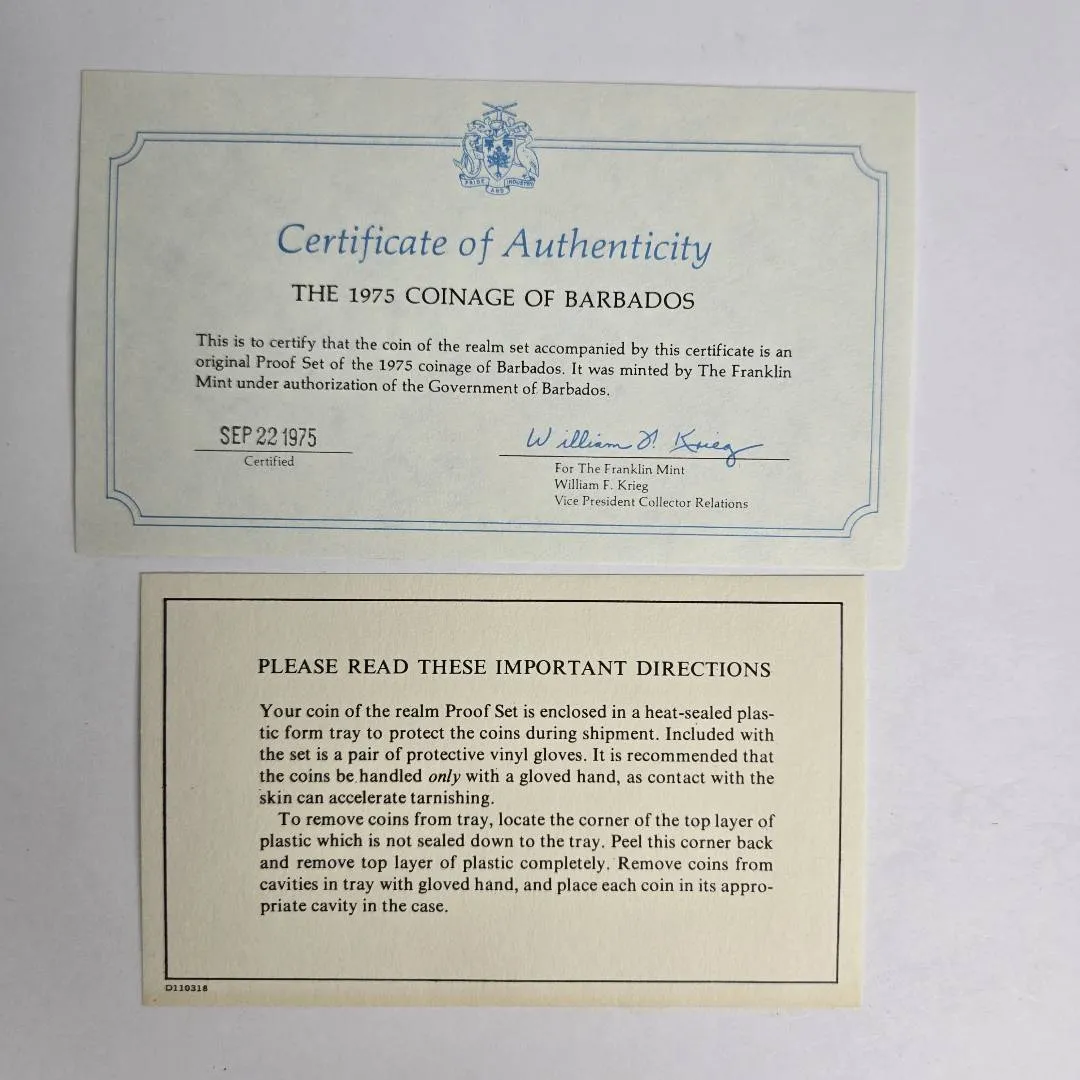 PRIDE AND INDUSTRY
Certificate of Authenticity
THE 1975 COINAGE OF BARBADOS
This is to certify that the coin of the realm set accompanied by this certificate is an
original Proof Set of the 1975 coinage of Barbados. It was minted by The Franklin
Mint under authorization of the Government of Barbados.
SEP 22 1975
Certified
William F. Krieg
For The Franklin Mint
William F. Krieg
Vice President Collector Relations
PLEASE READ THESE IMPORTANT DIRECTIONS
Your coin of the realm Proof Set is enclosed in a heat-sealed plas-
tic form tray to protect the coins during shipment. Included with
the set is a pair of protective vinyl gloves. It is recommended that
the coins be handled only with a gloved hand, as contact with the
skin can accelerate tarnishing.
To remove coins from tray, locate the corner of the top layer of
plastic which is not sealed down to the tray. Peel this corner back
and remove top layer of plastic completely. Remove coins from
cavities in tray with gloved hand, and place each coin in its appro-
priate cavity in the case.
D110318